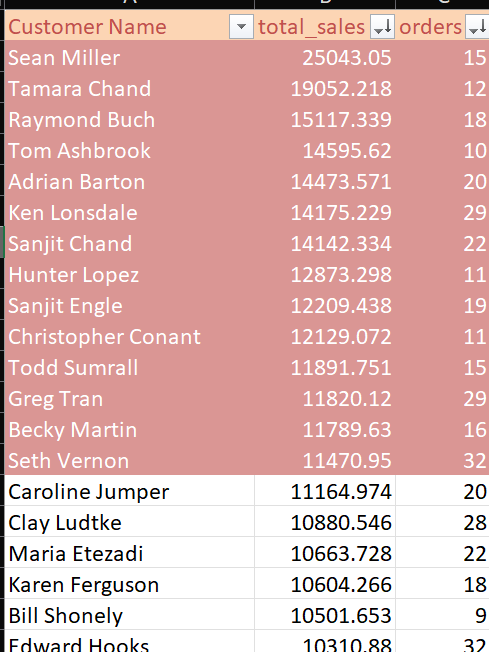 Customer Name total_sales orders
Sean Miller 25043.05 15
Tamara Chand 19052.218 12
Raymond Buch 15117.339 18
Tom Ashbrook 14595.62 10
Adrian Barton 14473.571 20
Ken Lonsdale 14175.229 29
Sanjit Chand 14142.334 22
Hunter Lopez 12873.298 11
Sanjit Engle 12209.438 19
Christopher Conant 12129.072 11
Todd Sumrall 11891.751 15
Greg Tran 11820.12 29
Becky Martin 11789.63 16
Seth Vernon 11470.95 32
Caroline Jumper 11164.974 20
Clay Ludtke 10880.546 28
Maria Etezadi 10663.728 22
Karen Ferguson 10604.266 18
Bill Shonely 10501.653 9
Edward Hooks 10310.88 32